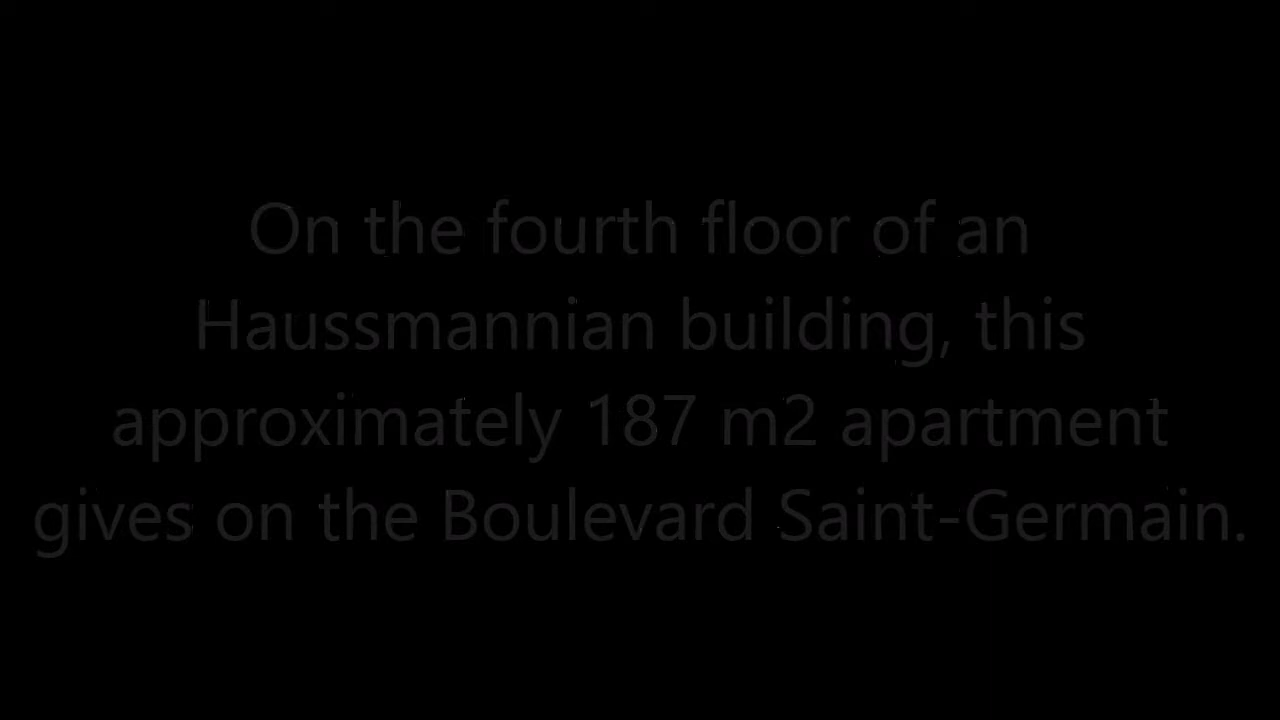 On the fourth floor of an
Haussmannian building, this
approximately 187 m2 apartment
gives on the Boulevard Saint-Germain.